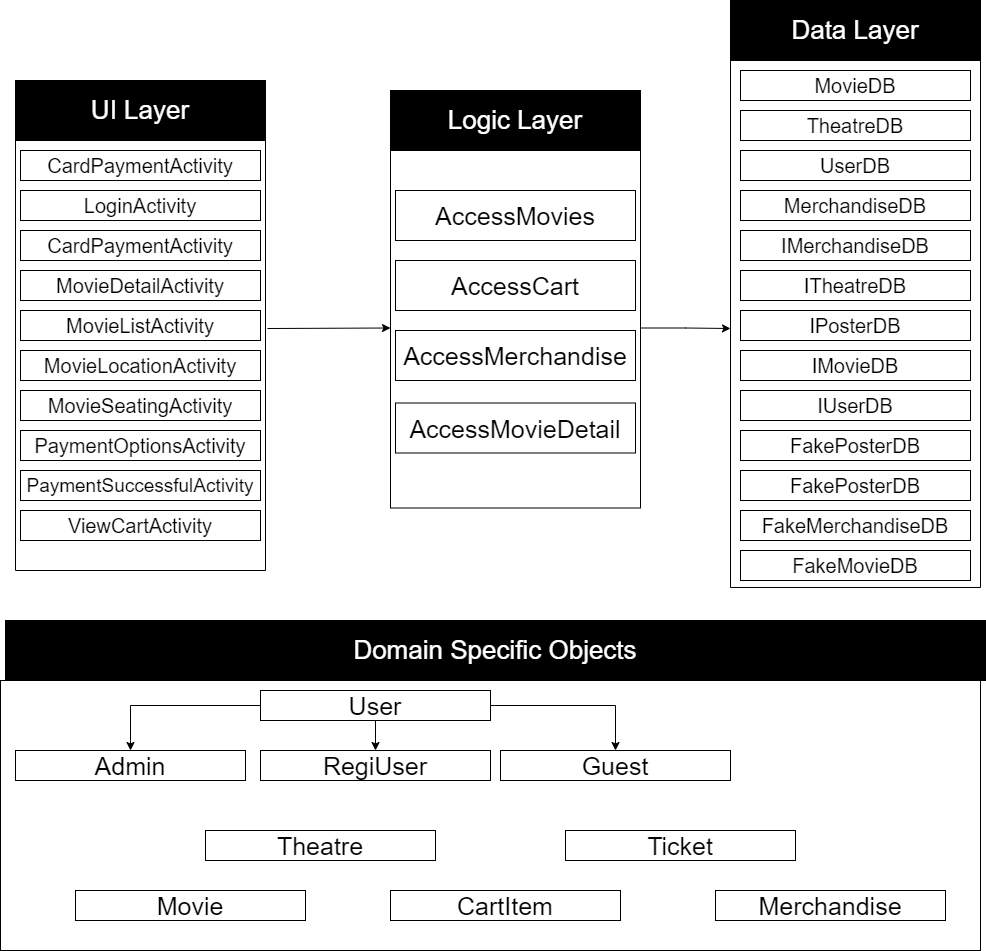 UI Layer
CardPaymentActivity
LoginActivity
CardPaymentActivity
MovieDetailActivity
MovieListActivity
MovieLocationActivity
MovieSeatingActivity
PaymentOptionsActivity
PaymentSuccessfulActivity
ViewCartActivity
Logic Layer
AccessMovies
AccessCart
AccessMerchandise
AccessMovieDetail
Data Layer
MovieDB
TheatreDB
UserDB
MerchandiseDB
IMerchandiseDB
ITheatreDB
IPosterDB
IMovieDB
IUserDB
FakePosterDB
FakePosterDB
FakeMerchandiseDB
FakeMovieDB
Domain Specific Objects
User
Admin
RegiUser
Guest
Theatre
Ticket
Movie
CartItem
Merchandise